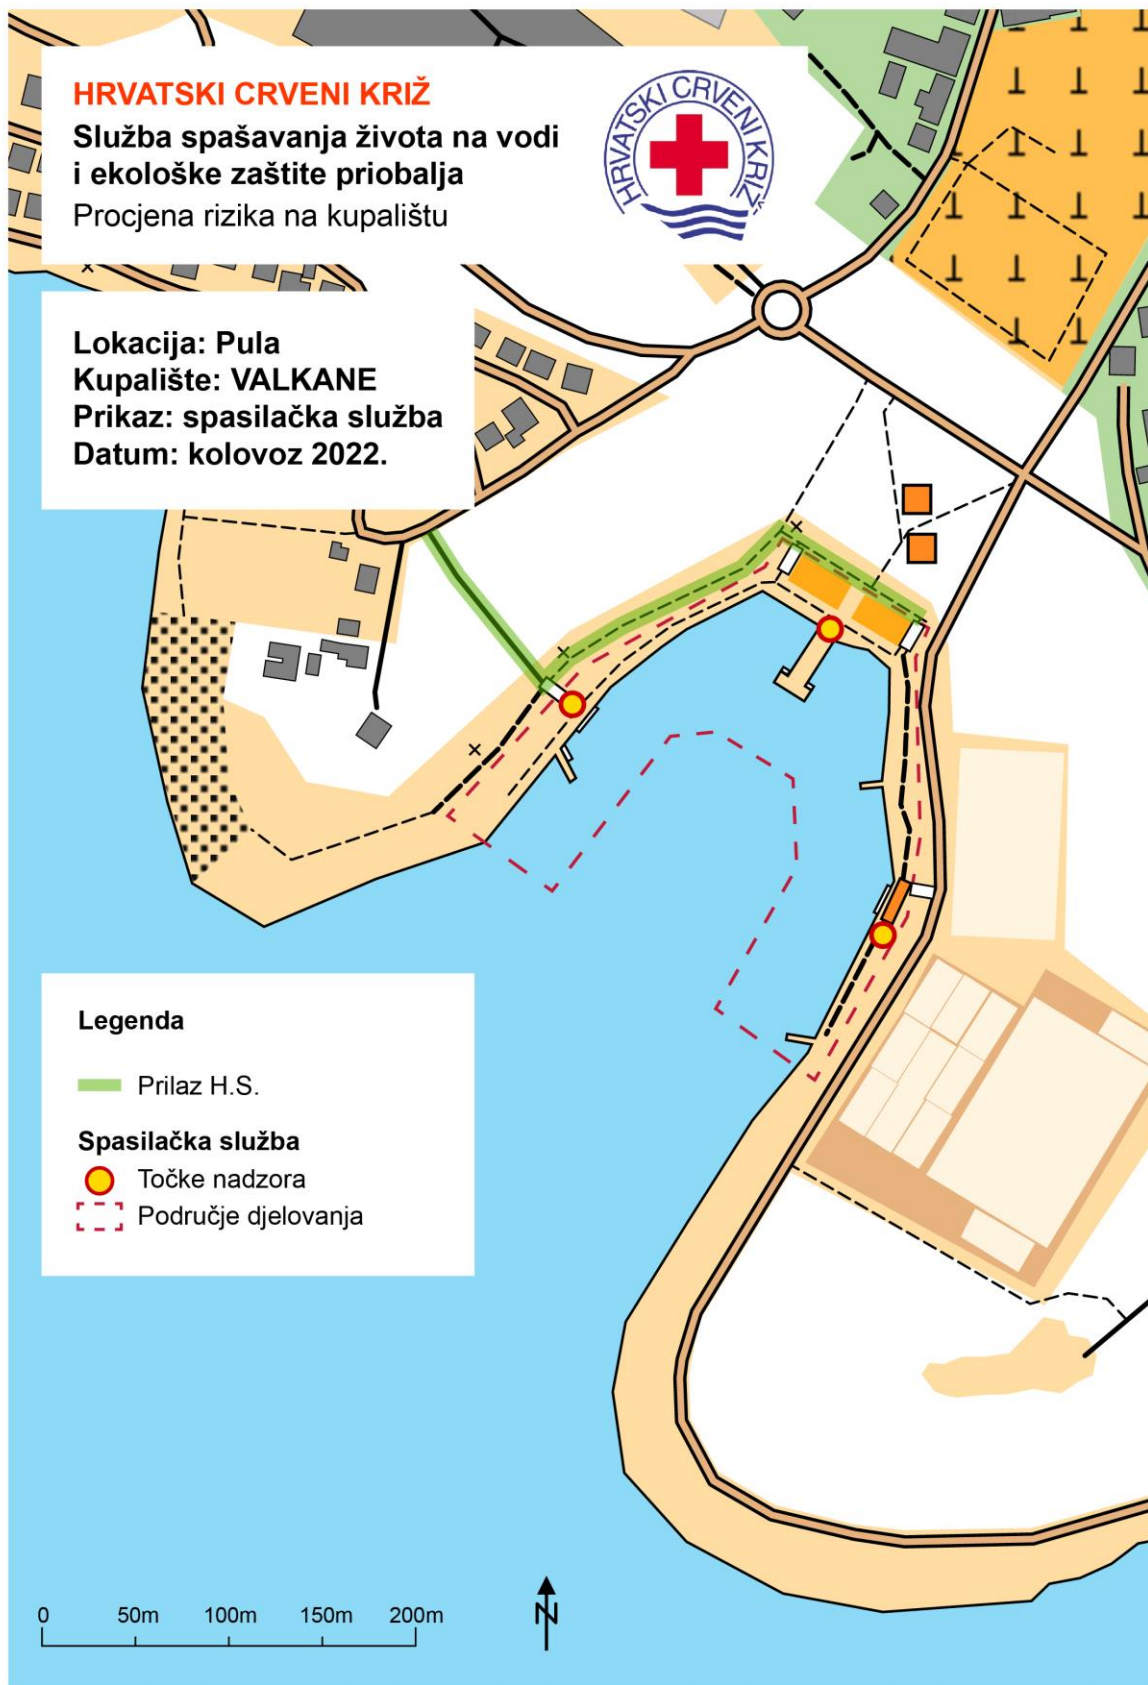 HRVATSKI CRVENI KRIŽ
Služba spašavanja života na vodi
i ekološke zaštite priobalja
Procjena rizika na kupalištu
HRVATSKI CRVENI KRIŽ
Lokacija: Pula
Kupalište: VALKANE
Prikaz: spasilačka služba
Datum: kolovoz 2022.
Legenda
Prilaz H.S.
Spasilačka služba
Točke nadzora
Područje djelovanja
0 50m 100m 150m 200m
N